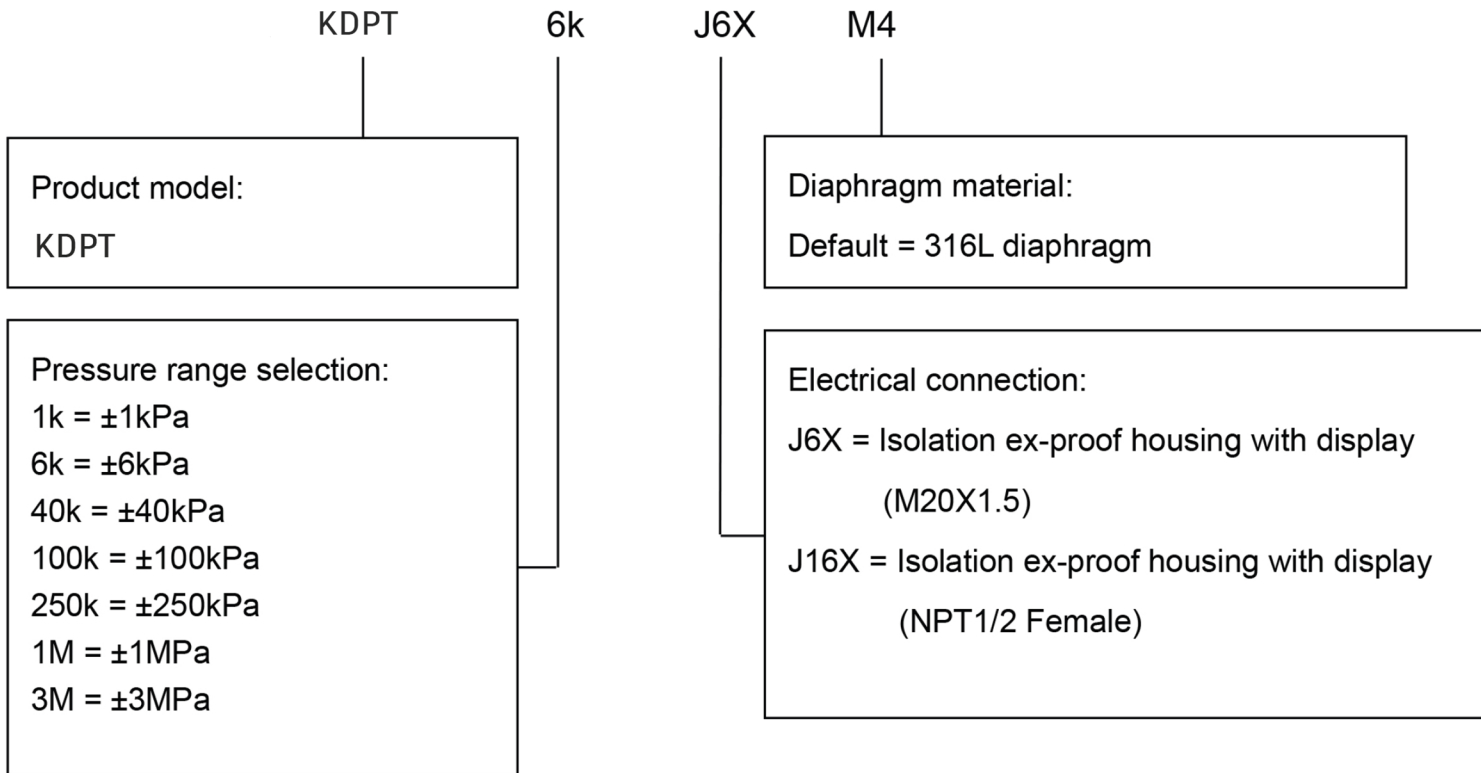 KDPT 6k J6X M4
Product model:
KDPT
Diaphragm material:
Default = 316L diaphragm
Pressure range selection:
1k = ±1kPa
6k = ±6kPa
40k = ±40kPa
100k = ±100kPa
250k = ±250kPa
1M = ±1MPa
3M = ±3MPa
Electrical connection:
J6X = Isolation ex-proof housing with display
(M20X1.5)
J16X = Isolation ex-proof housing with display
(NPT1/2 Female)